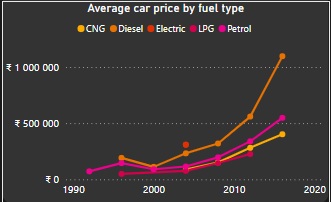 Average car price by fuel type
CNG Diesel Electric LPG Petrol
₹ 1 000 000
₹ 500 000
₹ 0
1990 2000 2010 2020